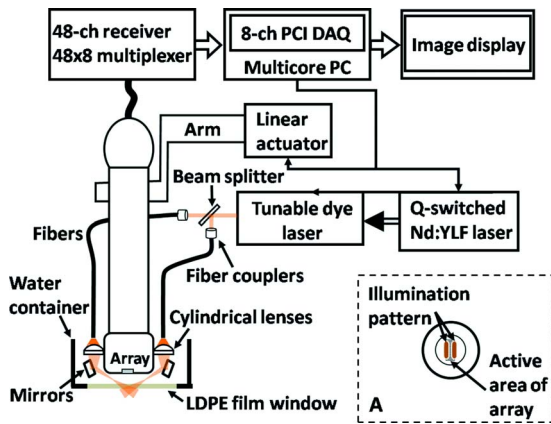 48-ch receiver
48x8 multiplexer
8-ch PCI DAQ
Multicore PC
Image display
Linear
actuator
Arm
Beam splitter
Tunable dye
laser
Q-switched
Nd:YLF laser
Fibers
Fiber couplers
Water
container
Cylindrical lenses
Array
Mirrors
LDPE film window
Illumination
pattern
Active
area of
array
A